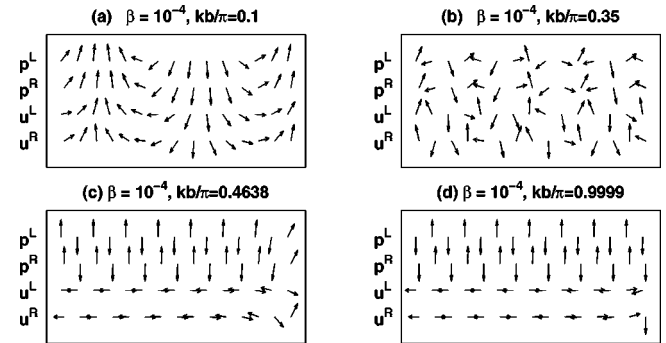 (a) β = 10⁻⁴, kb/π=0.1
(b) β = 10⁻⁴, kb/π=0.35
pᴸ
pᴿ
uᴸ
uᴿ
pᴸ
pᴿ
uᴸ
uᴿ
(c) β = 10⁻⁴, kb/π=0.4638
(d) β = 10⁻⁴, kb/π=0.9999
pᴸ
pᴿ
uᴸ
uᴿ
pᴸ
pᴿ
uᴸ
uᴿ